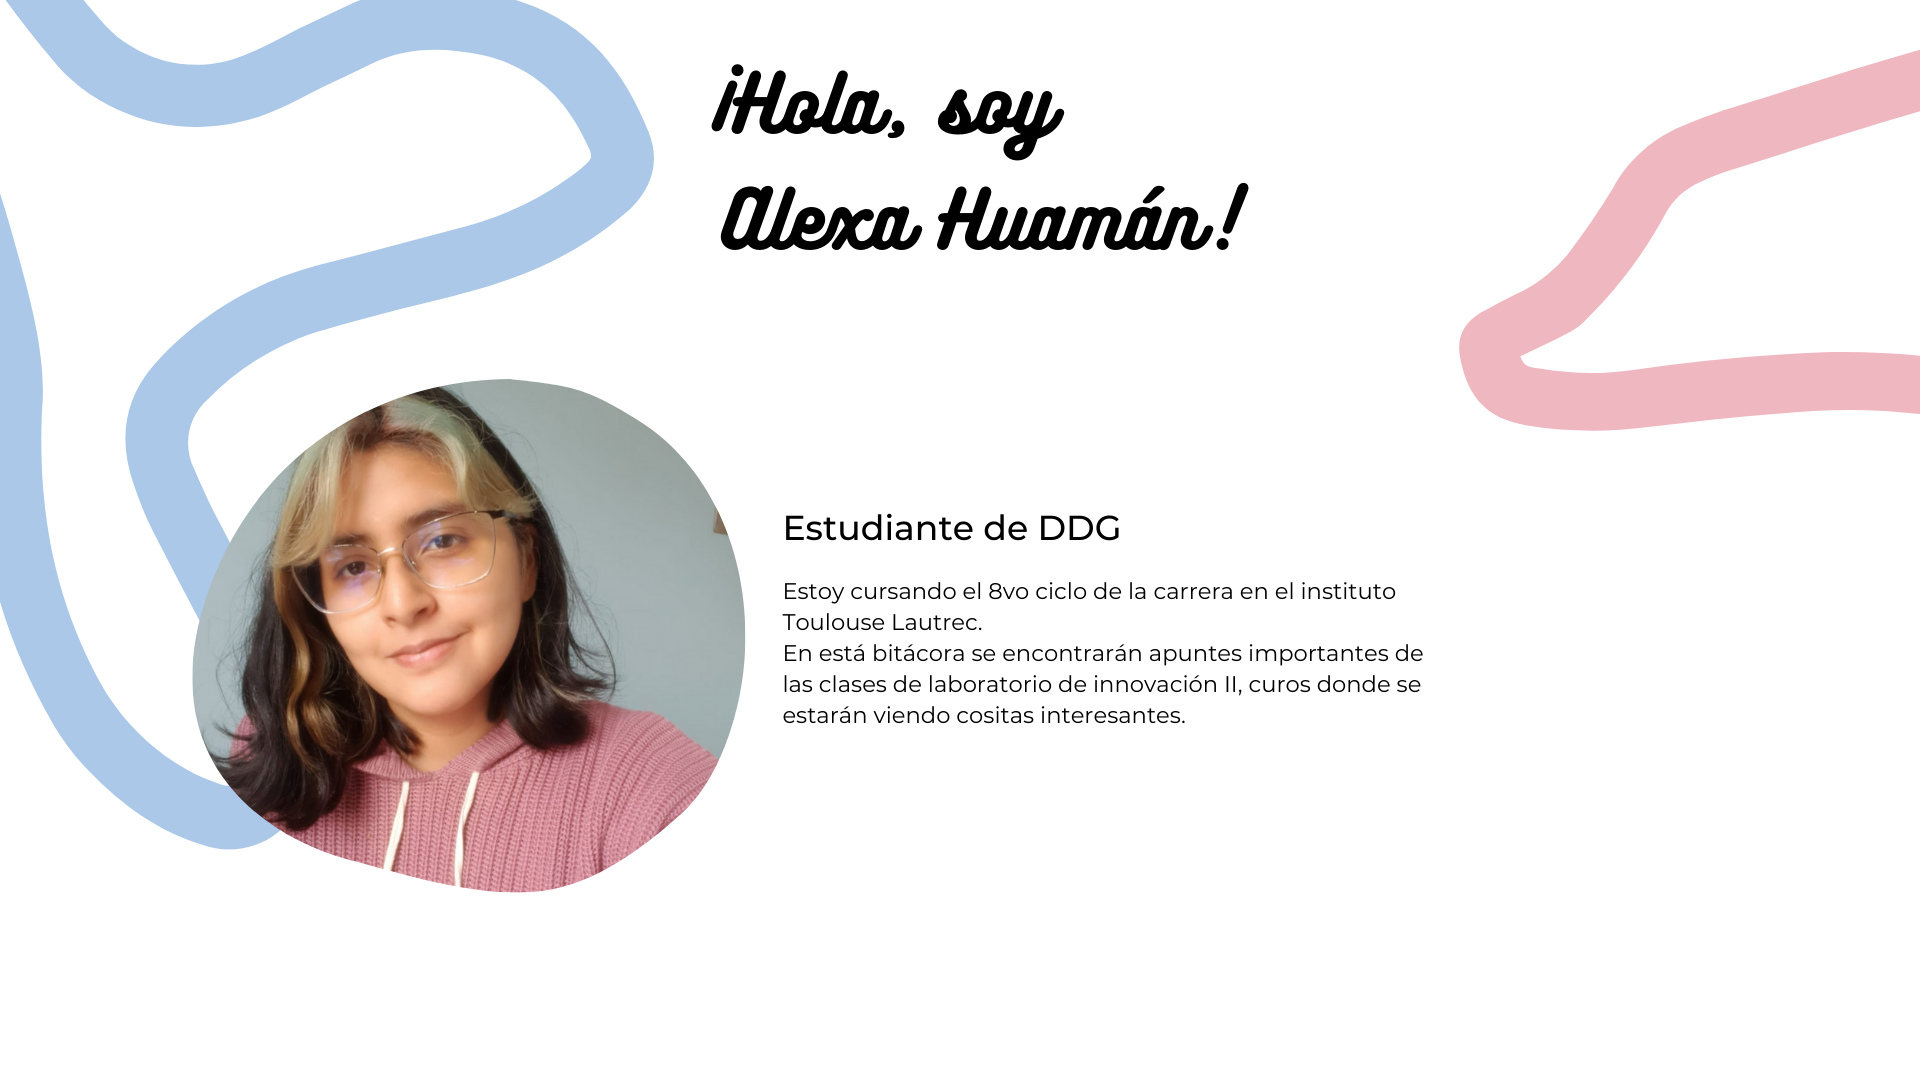 ¡Hola, soy
Alexa Huamán!
Estudiante de DDG
Estoy cursando el 8vo ciclo de la carrera en el instituto
Toulouse Lautrec.
En está bitácora se encontrarán apuntes importantes de
las clases de laboratorio de innovación II, curos donde se
estarán viendo cositas interesantes.